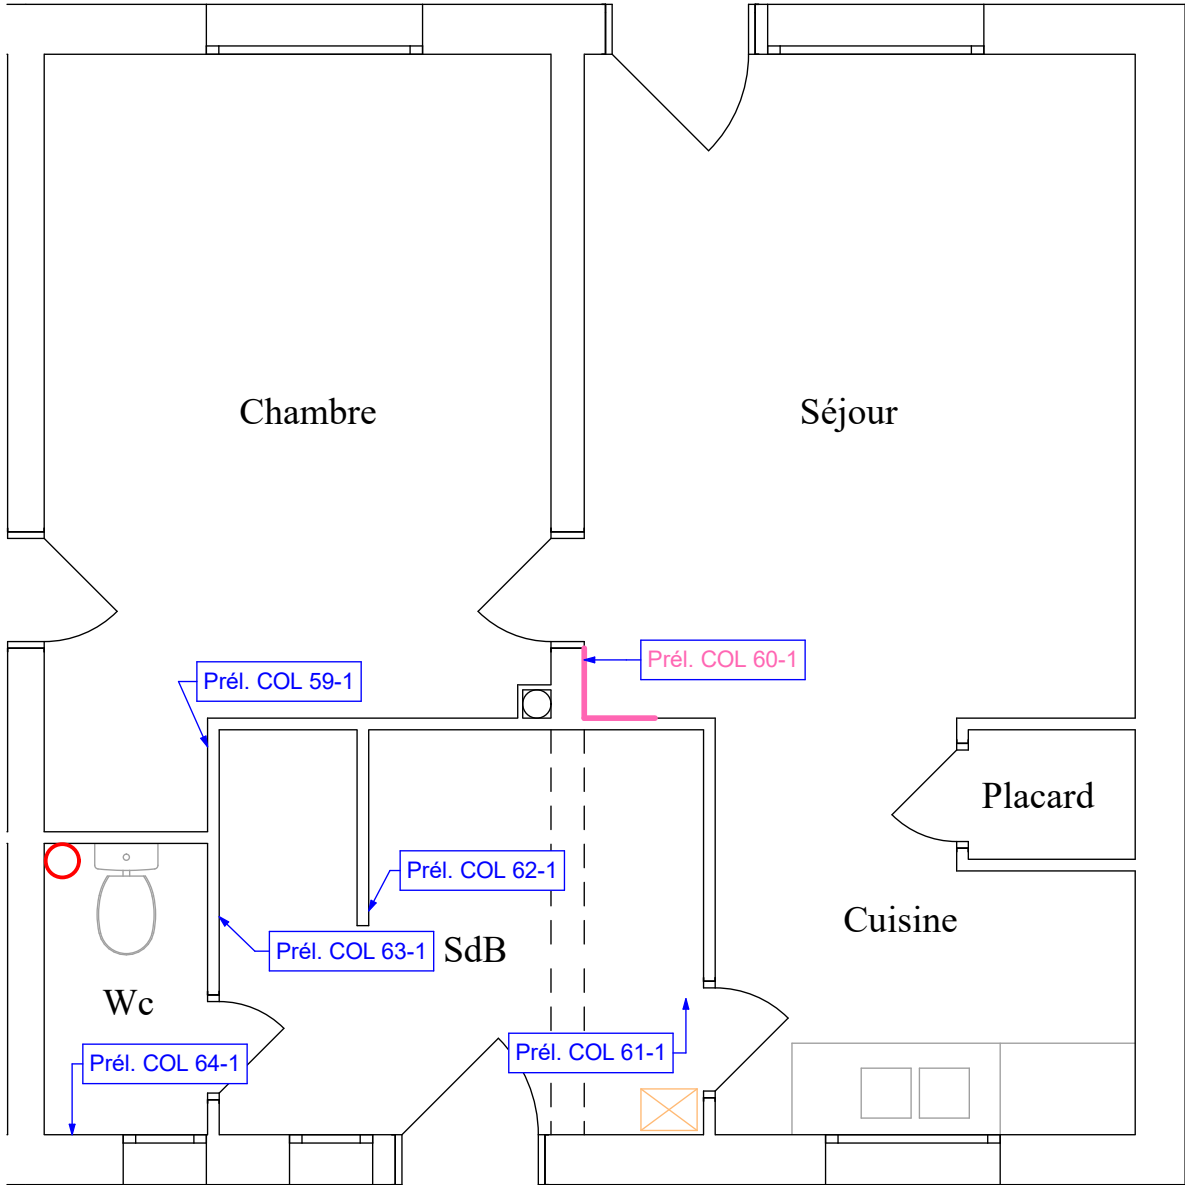 Chambre
Séjour
Prél. COL 60-1
Prél. COL 59-1
Placard
Prél. COL 62-1
Cuisine
Prél. COL 63-1
SdB
Wc
Prél. COL 61-1
Prél. COL 64-1